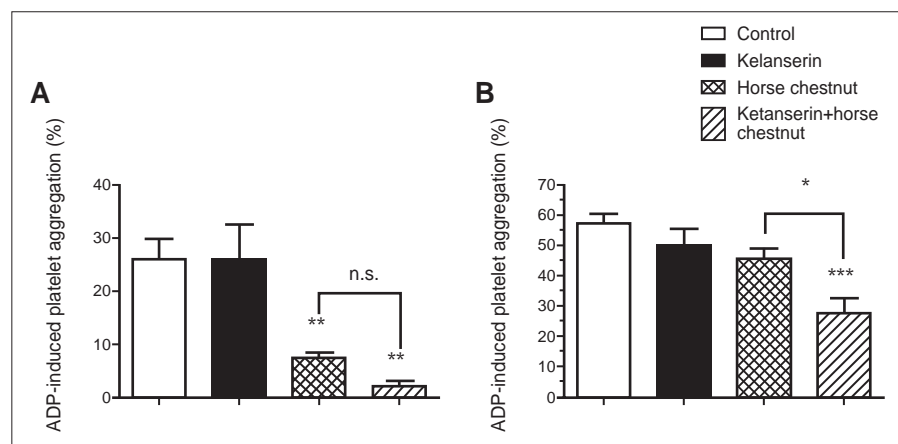 Control
Kelanserin
Horse chestnut
Ketanserin+horse
chestnut
A
ADP-induced platelet aggregation (%)
40
30
20
10
0
n.s.
**
**
B
ADP-induced platelet aggregation (%)
70
60
50
40
30
20
10
0
*
***